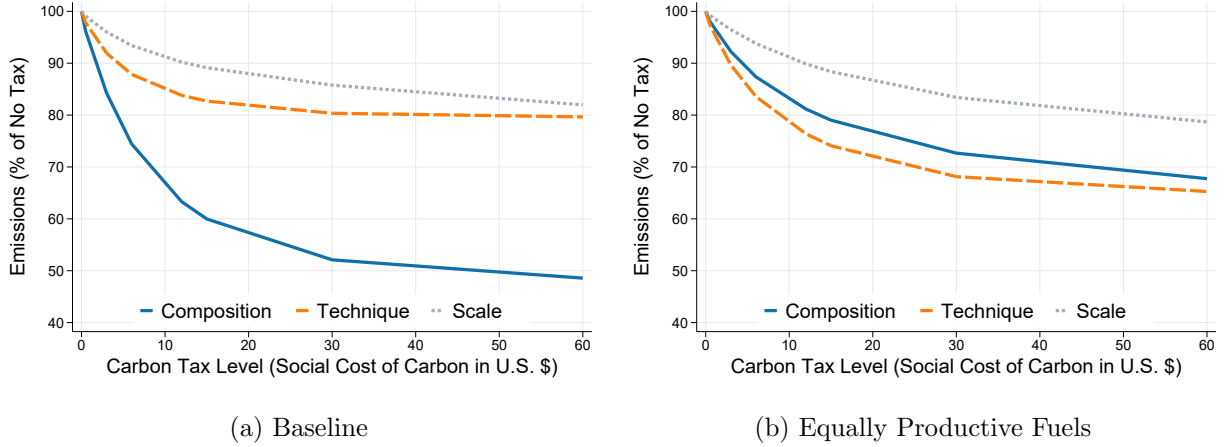 100
90
80
70
60
50
40
Emissions (% of No Tax)
Composition Technique Scale
0 10 20 30 40 50 60
Carbon Tax Level (Social Cost of Carbon in U.S. $)
(a) Baseline
100
90
80
70
60
50
40
Emissions (% of No Tax)
Composition Technique Scale
0 10 20 30 40 50 60
Carbon Tax Level (Social Cost of Carbon in U.S. $)
(b) Equally Productive Fuels